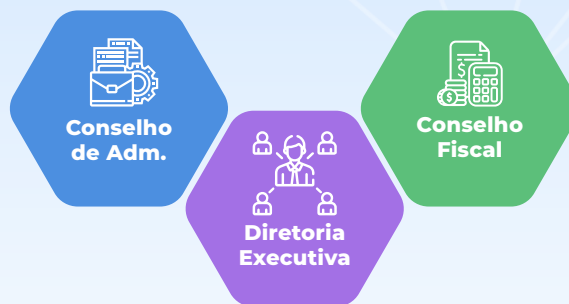 Conselho
de Adm.
Conselho
Fiscal
Diretoria
Executiva